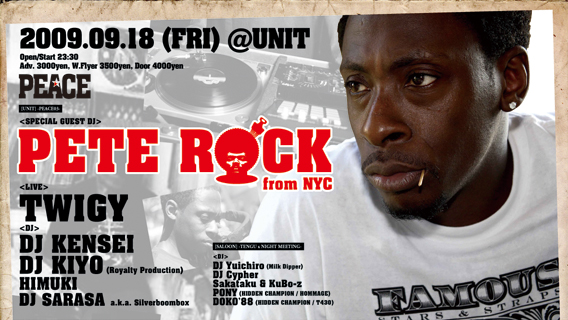 2009.09.18 (FRI) @UNIT
Open/Start 23:30
Adv. 3000yen, W.Flyer 3500yen, Door 4000yen
PEACE
[UNIT] -PEACE03-
<SPECIAL GUEST DJ>
PETE ROCK
from NYC
<LIVE>
TWIGY
<DJ>
DJ KENSEI
DJ KIYO (Royalty Production)
HIMUKI
DJ SARASA a.k.a. Silverboombox
[SALOON] -TENGU's NIGHT MEETING-
<DJ>
DJ Yuichiro (Milk Dipper)
DJ Cypher
Sakataku & KuBo-z
PONY (HIDDEN CHAMPION / HOMMAGE)
DOKO'88 (HIDDEN CHAMPION / T430)
FAMOUS
STARS & STRAPS